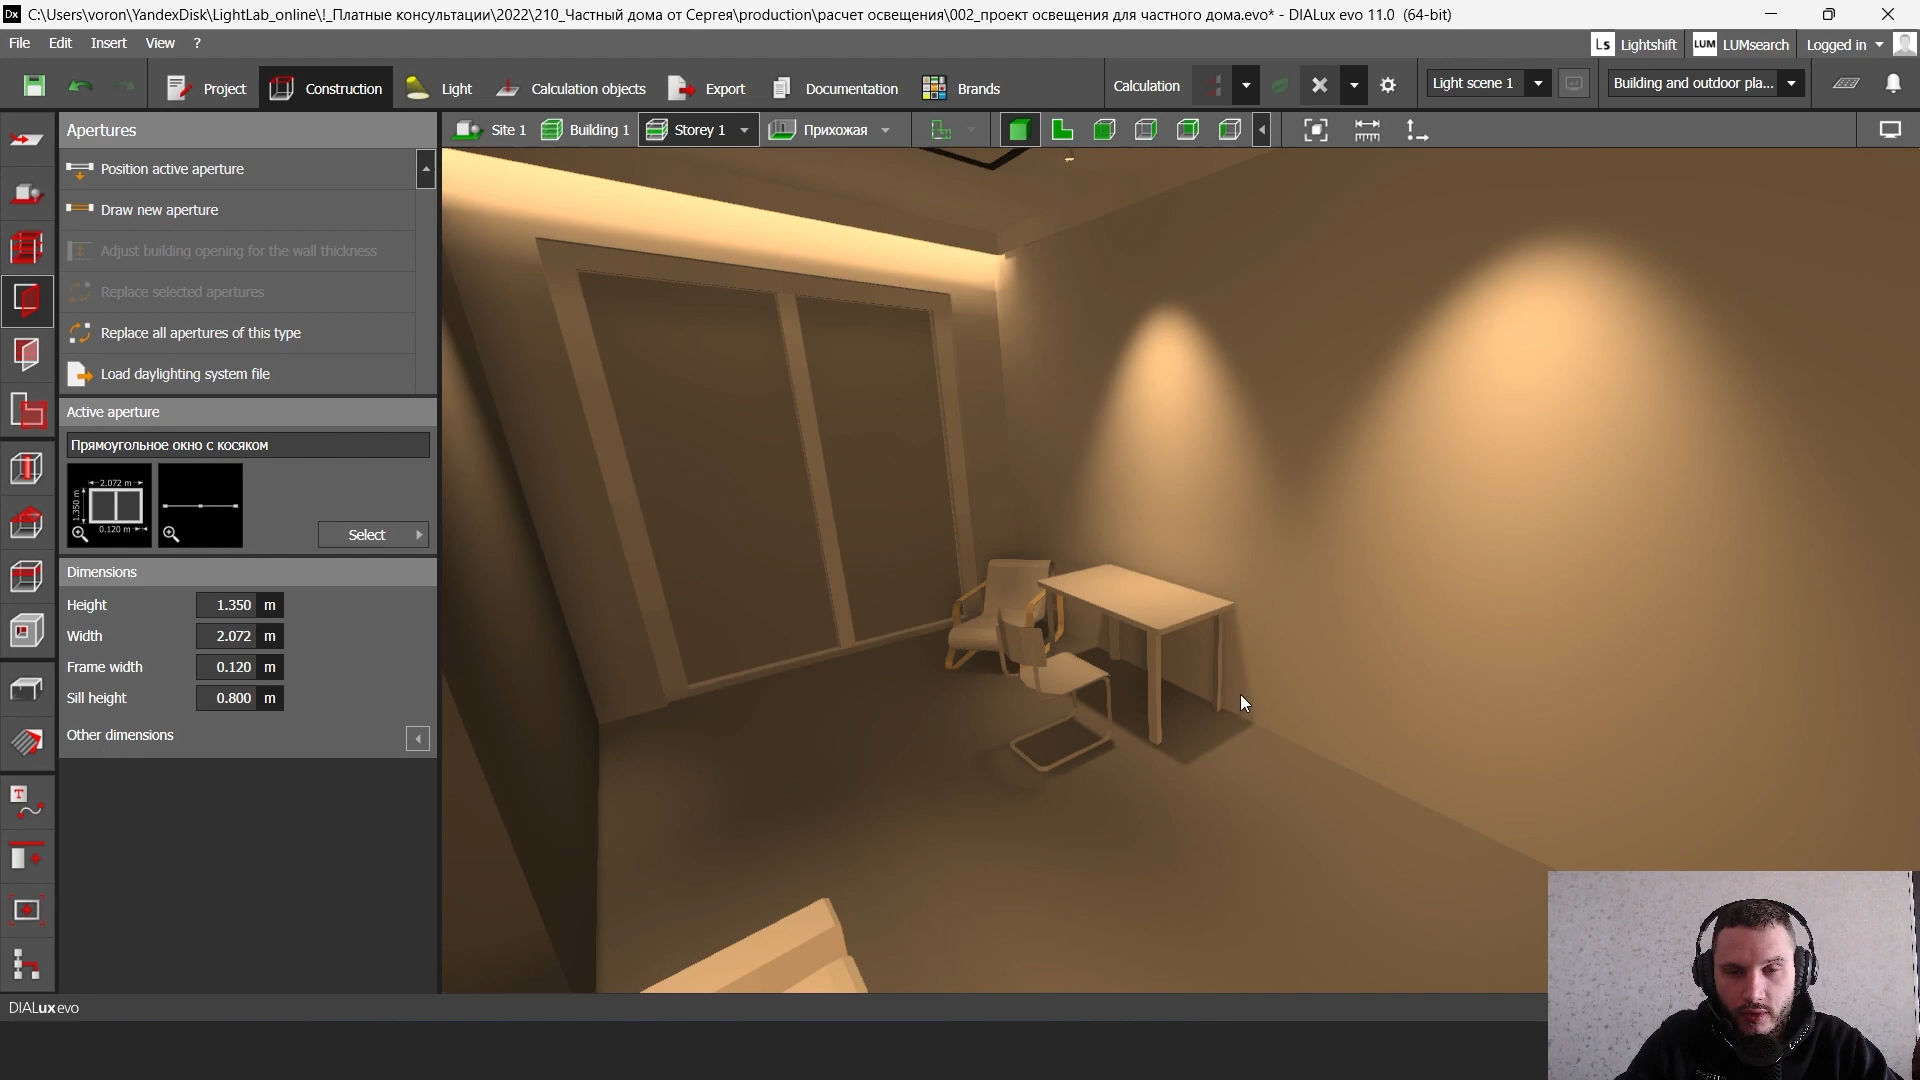 Dx C:\Users\voron\YandexDisk\LightLab_online\!_Платные консультации\2022\210_Частный дома от Сергея\production\расчет освещения\002_проект освещения для частного дома.evo* - DIALux evo 11.0 (64-bit)
File Edit Insert View ? Ls Lightshift LUM LUMsearch Logged in
Project Construction Light Calculation objects Export Documentation Brands Calculation Light scene 1 Building and outdoor pla...
Apertures Site 1 Building 1 Storey 1 Прихожая
Position active aperture
Draw new aperture
Adjust building opening for the wall thickness
Replace selected apertures
Replace all apertures of this type
Load daylighting system file
Active aperture
Прямоугольное окно с косяком
2.072 m
1.350 m
0.120 m
Select
Dimensions
Height 1.350 m
Width 2.072 m
Frame width 0.120 m
Sill height 0.800 m
Other dimensions
T
DIALux evo